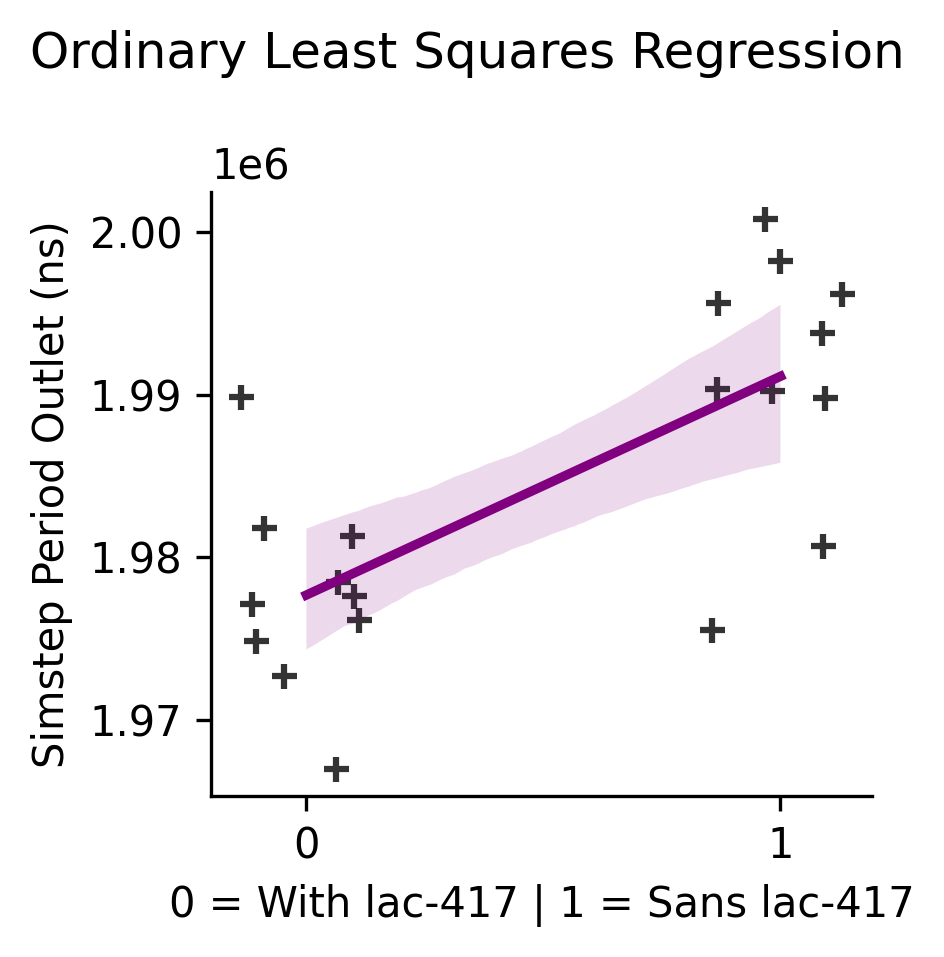 Ordinary Least Squares Regression
1e6
Simstep Period Outlet (ns)
2.00
1.99
1.98
1.97
0 1
0 = With lac-417 | 1 = Sans lac-417